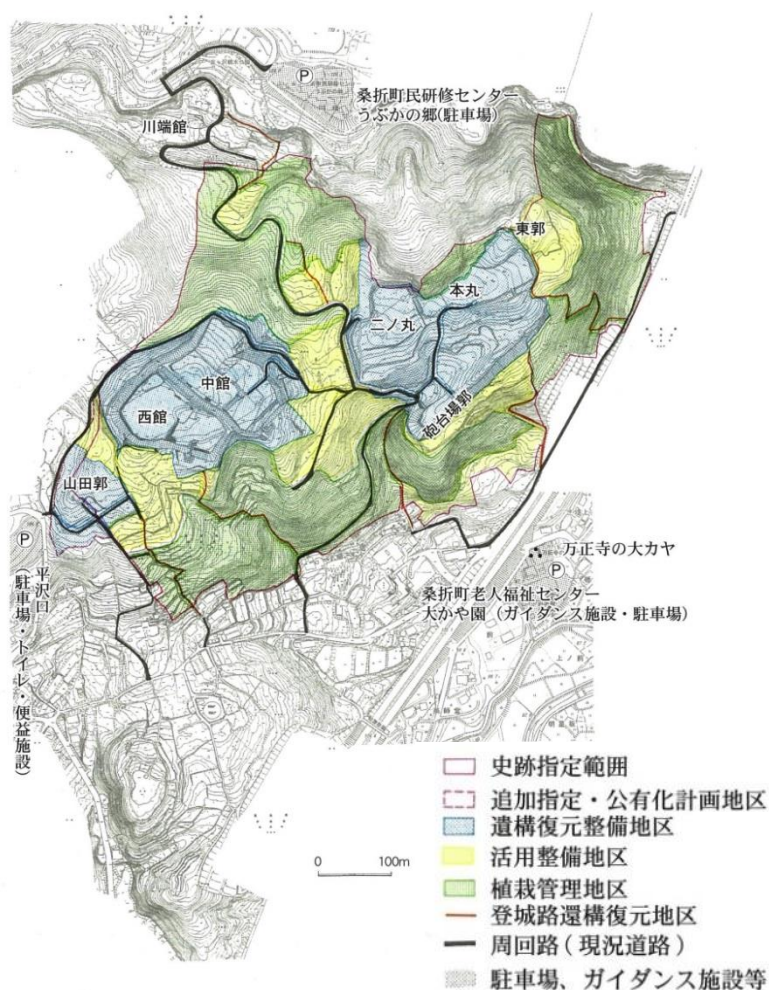 P
桑折町民研修センター
うぶかの郷(駐車場)
川端館
東郭
本丸
二ノ丸
中館
西館
砲台場郭
山田郭
P
平沢口
(駐車場・トイレ・便益施設)
万正寺の大カヤ
P
桑折町老人福祉センター
大かや園（ガイダンス施設・駐車場）
0 100m
史跡指定範囲
追加指定・公有化計画地区
遺構復元整備地区
活用整備地区
植栽管理地区
登城路還構復元地区
周回路(現況道路)
駐車場、ガイダンス施設等